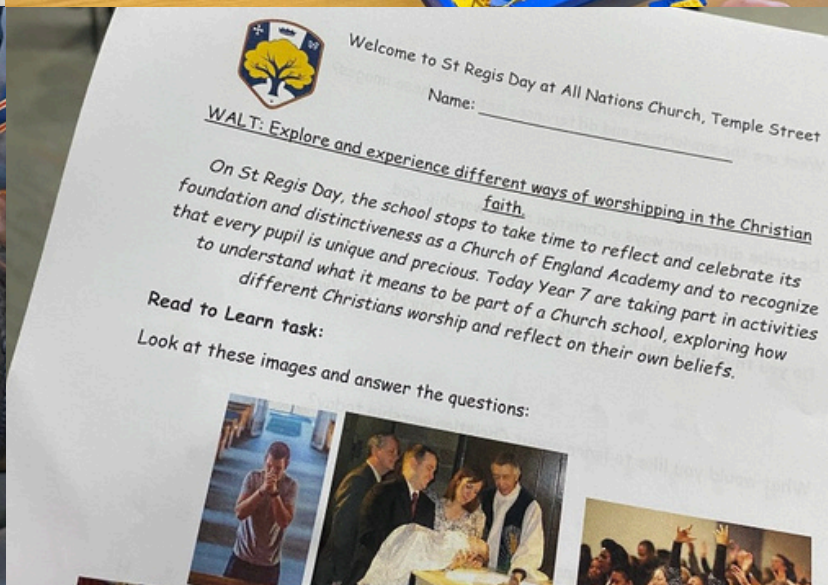 Welcome to St Regis Day at All Nations Church, Temple Street
Name:
WALT: Explore and experience different ways of worshipping in the Christian
faith.
On St Regis Day, the school stops to take time to reflect and celebrate its
foundation and distinctiveness as a Church of England Academy and to recognize
that every pupil is unique and precious. Today Year 7 are taking part in activities
to understand what it means to be part of a Church school, exploring how
different Christians worship and reflect on their own beliefs.
Read to Learn task:
Look at these images and answer the questions: